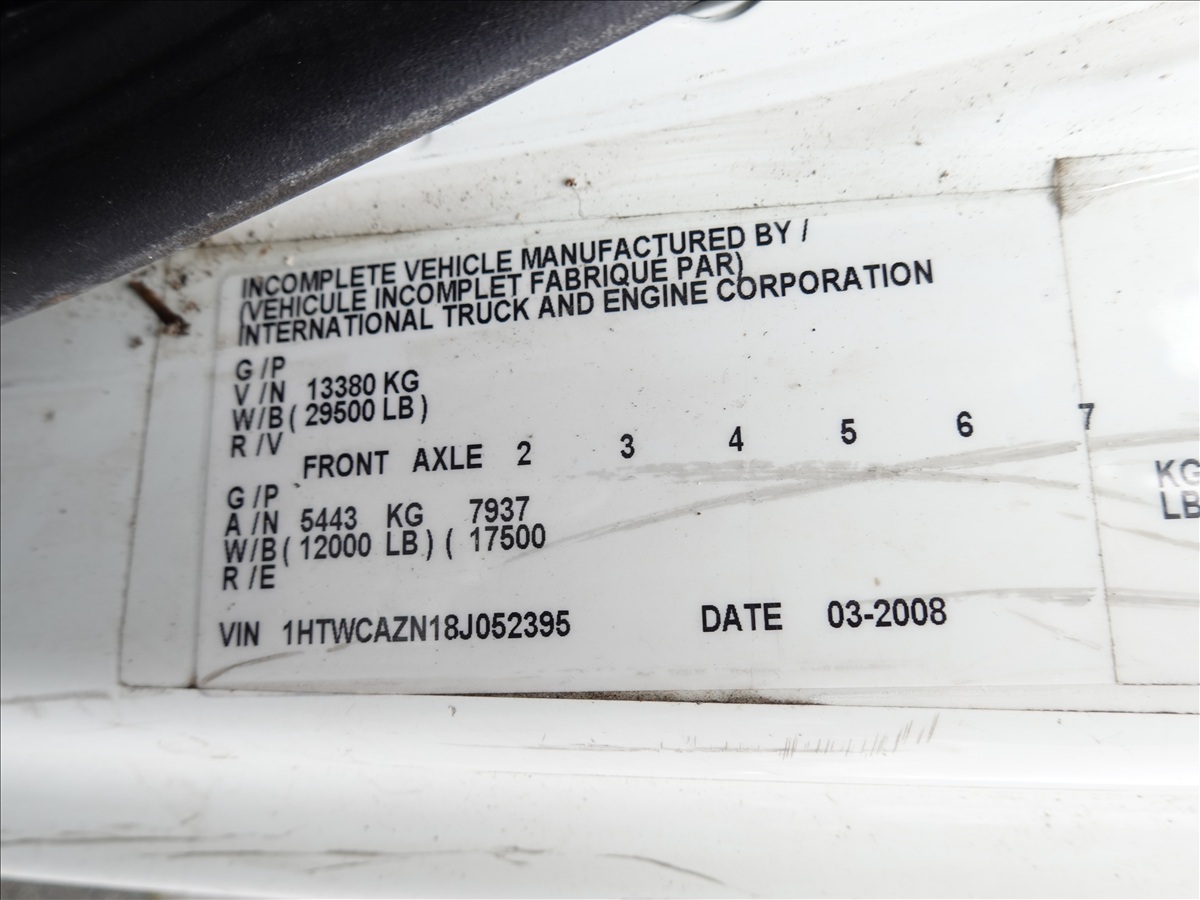 INCOMPLETE VEHICLE MANUFACTURED BY /
(VEHICULE INCOMPLET FABRIQUE PAR)
INTERNATIONAL TRUCK AND ENGINE CORPORATION
G /P
V /N 13380 KG
W/B ( 29500 LB )
R /V
FRONT AXLE 2 3 4 5 6 7
G /P
A /N 5443 KG 7937 KG
W/B ( 12000 LB ) ( 17500 LB
R /E
VIN 1HTWCAZN18J052395 DATE 03-2008